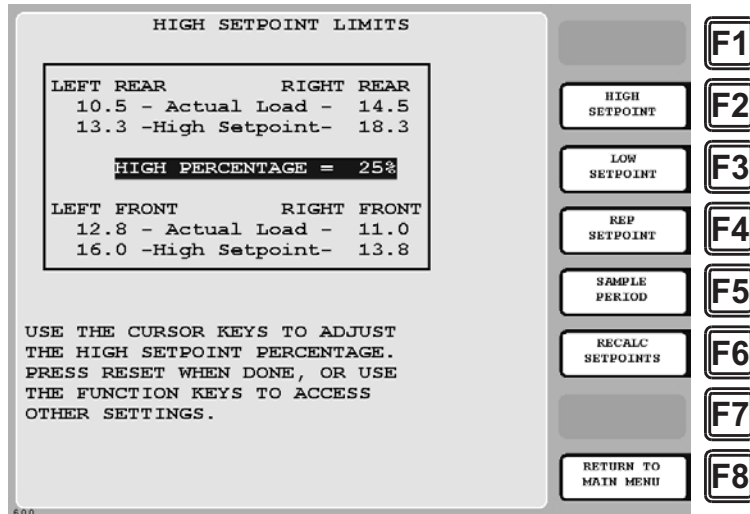 HIGH SETPOINT LIMITS
LEFT REAR RIGHT REAR
10.5 - Actual Load - 14.5
13.3 -High Setpoint- 18.3
HIGH PERCENTAGE = 25%
LEFT FRONT RIGHT FRONT
12.8 - Actual Load - 11.0
16.0 -High Setpoint- 13.8
USE THE CURSOR KEYS TO ADJUST
THE HIGH SETPOINT PERCENTAGE.
PRESS RESET WHEN DONE, OR USE
THE FUNCTION KEYS TO ACCESS
OTHER SETTINGS.
600
F1
HIGH
SETPOINT
F2
LOW
SETPOINT
F3
REP
SETPOINT
F4
SAMPLE
PERIOD
F5
RECALC
SETPOINTS
F6
F7
RETURN TO
MAIN MENU
F8